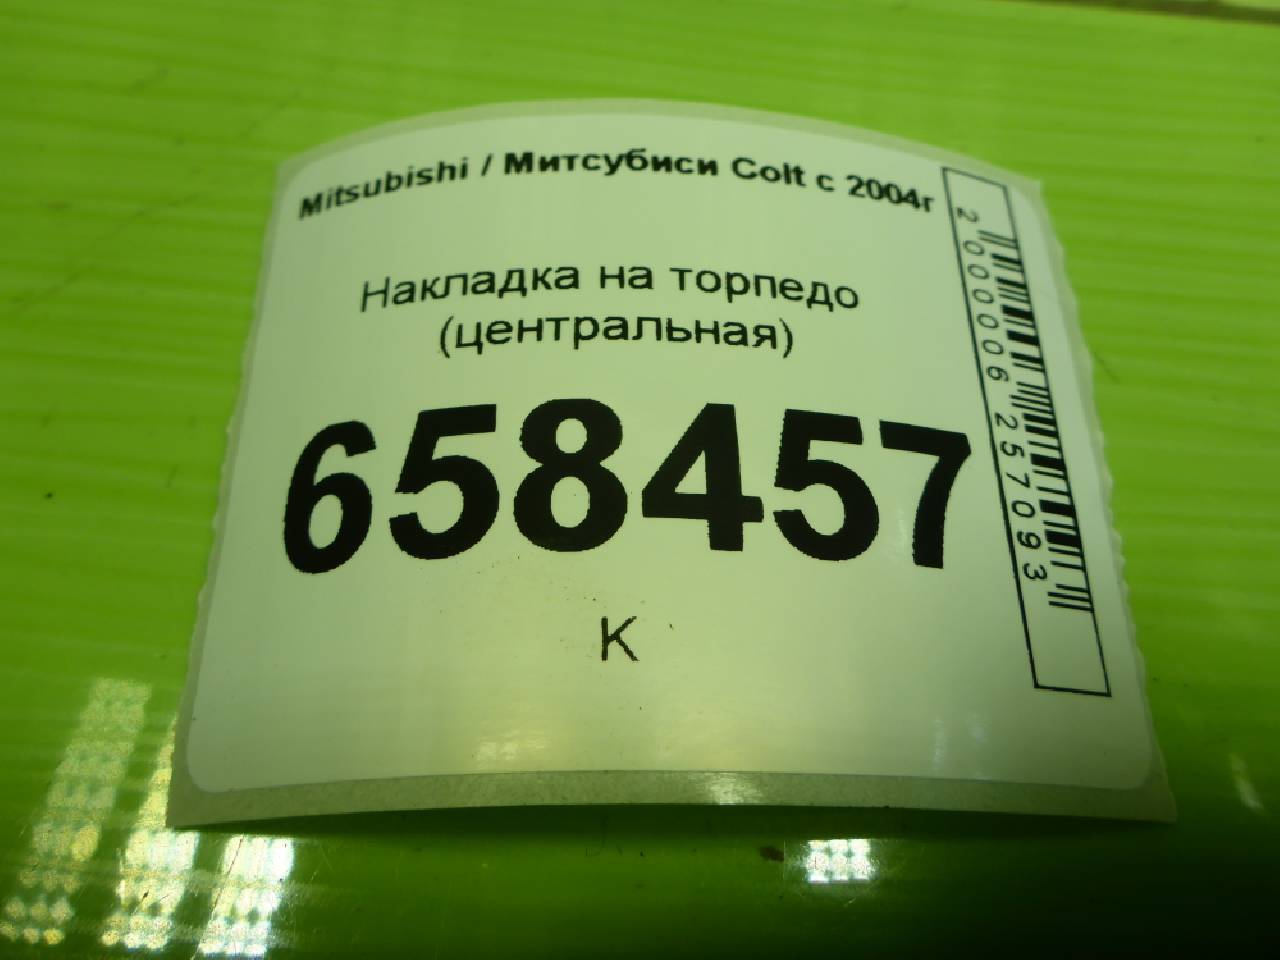 Mitsubishi / Митсубиси Colt с 2004г
Накладка на торпедо
(центральная)
658457
К
2000006257093